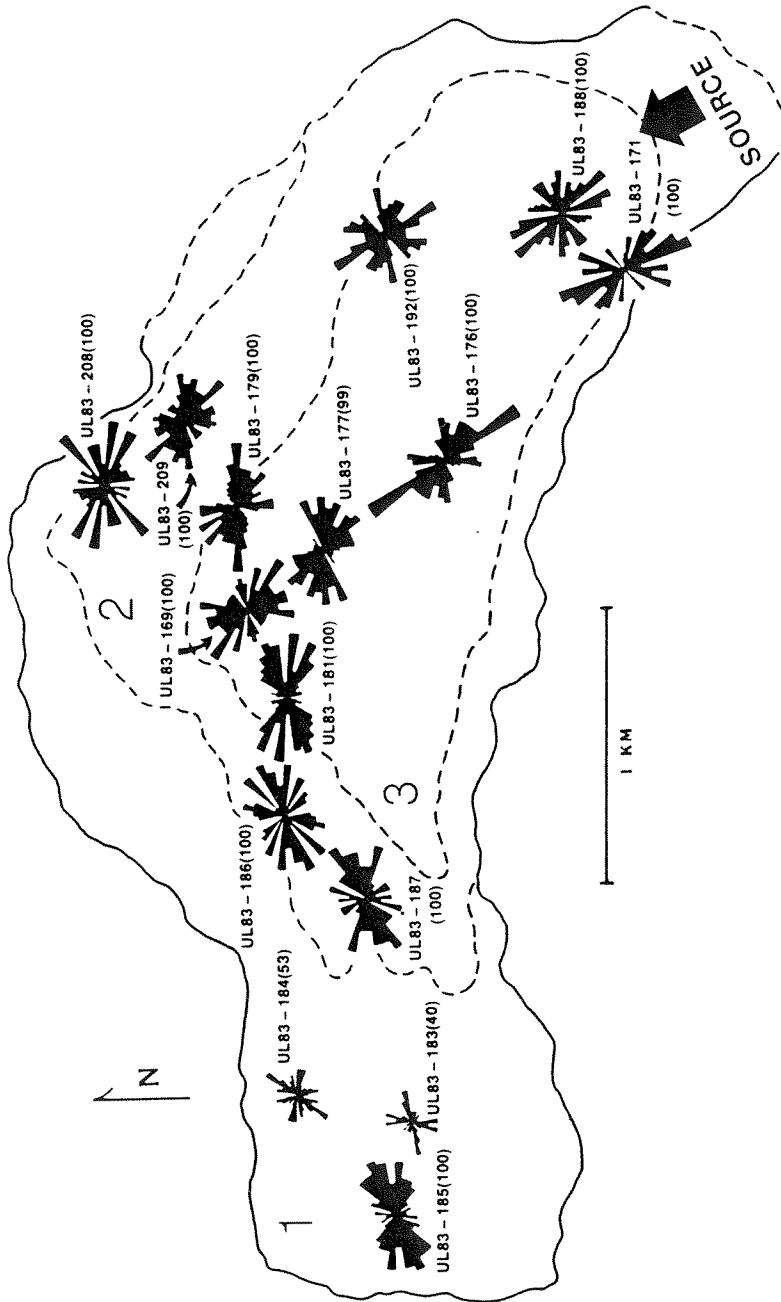 UL83-208(100)
UL83-209
(100)
UL83-179(100)
UL83-169(100)
UL83-177(99)
UL83-192(100)
UL83-176(100)
UL83-188(100)
UL83-171
(100)
SOURCE
2
UL83-181(100)
UL83-186(100)
3
UL83-187
(100)
UL83-184(53)
UL83-183(40)
N
1
UL83-185(100)
1 KM